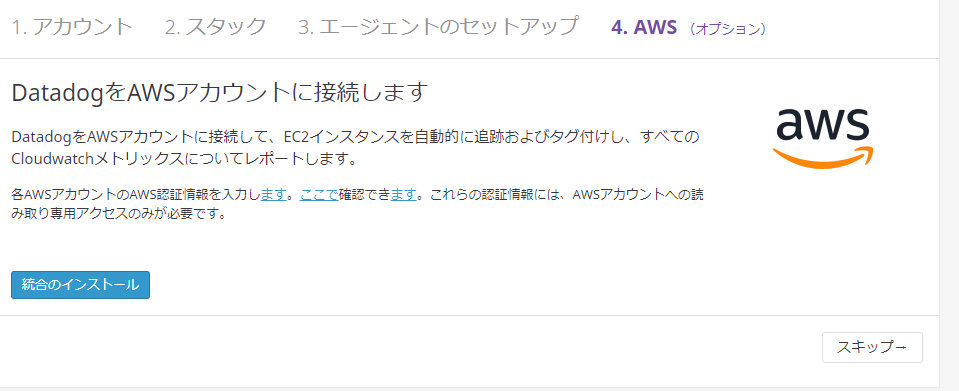 1. アカウント 2. スタック 3. エージェントのセットアップ 4. AWS (オプション)
DatadogをAWSアカウントに接続します
aws
DatadogをAWSアカウントに接続して、EC2インスタンスを自動的に追跡およびタグ付けし、すべての
Cloudwatchメトリックスについてレポートします。
各AWSアカウントのAWS認証情報を入力します。ここで確認できます。これらの認証情報には、AWSアカウントへの読
み取り専用アクセスのみが必要です。
統合のインストール
スキップ→